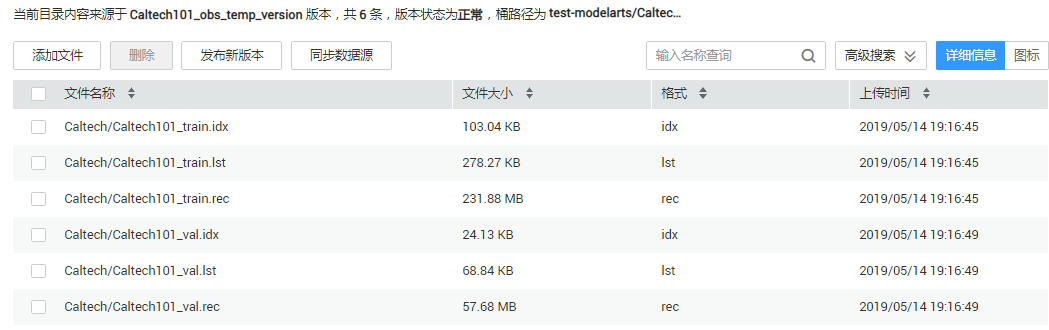 当前目录内容来源于 Caltech101_obs_temp_version 版本，共 6 条，版本状态为正常，桶路径为 test-modelarts/Caltec...
添加文件 删除 发布新版本 同步数据源 输入名称查询 高级搜索 详细信息 图标
文件名称 文件大小 格式 上传时间
Caltech/Caltech101_train.idx 103.04 KB idx 2019/05/14 19:16:45
Caltech/Caltech101_train.lst 278.27 KB lst 2019/05/14 19:16:45
Caltech/Caltech101_train.rec 231.88 MB rec 2019/05/14 19:16:45
Caltech/Caltech101_val.idx 24.13 KB idx 2019/05/14 19:16:49
Caltech/Caltech101_val.lst 68.84 KB lst 2019/05/14 19:16:49
Caltech/Caltech101_val.rec 57.68 MB rec 2019/05/14 19:16:49